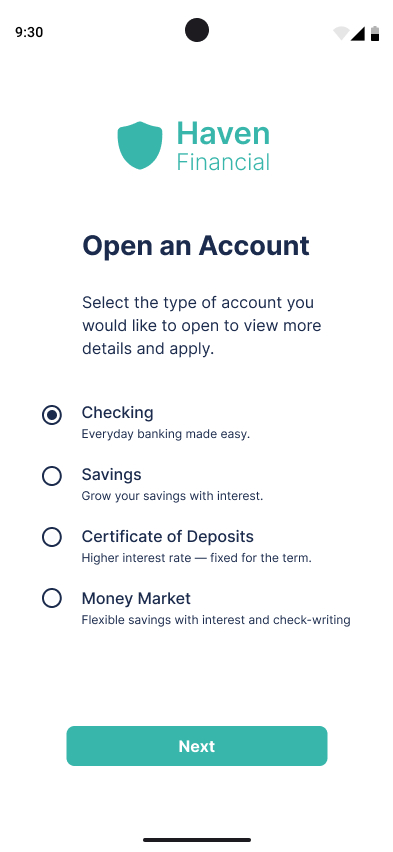 9:30
Haven
Financial
Open an Account
Select the type of account you
would like to open to view more
details and apply.
Checking
Everyday banking made easy.
Savings
Grow your savings with interest.
Certificate of Deposits
Higher interest rate — fixed for the term.
Money Market
Flexible savings with interest and check-writing
Next